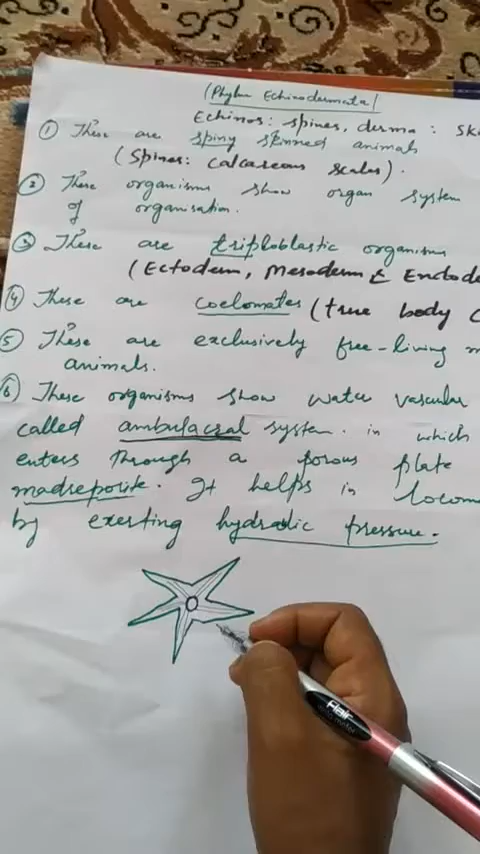 (Phylum Echinodermata)
Echinos: spines, derma: sk
① These are spiny skinned animals
(Spines: calcareous scales).
② These organisms show organ system
of organisation.
③ These are triploblastic organisms
(Ectoderm, Mesoderm & Endode
④ These are coelomates (true body c
⑤ These are exclusively free-living m
animals.
⑥ These organisms show water vascular
called ambulacral system. in which
enters through a porous plate
madreporite. It helps in locom
by exerting hydraulic pressure.
Flair